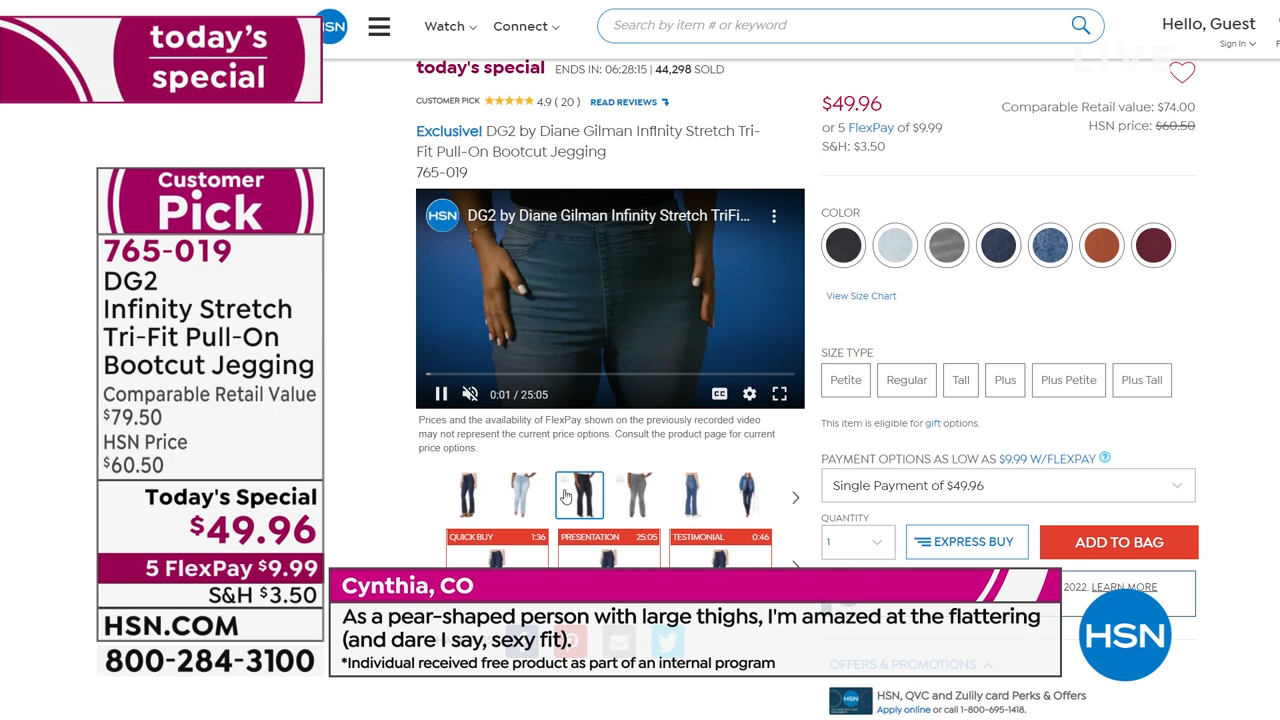 today's
special
HSN
Watch
Connect
Search by item # or keyword
Hello, Guest
Sign In
LIVE
today's special ENDS IN: 06:28:15 | 44,298 SOLD
CUSTOMER PICK 4.9 ( 20 ) READ REVIEWS
Exclusive! DG2 by Diane Gilman Infinity Stretch Tri-
Fit Pull-On Bootcut Jegging
765-019
HSN DG2 by Diane Gilman Infinity Stretch TriFi...
0:01 / 25:05
CC
Prices and the availability of FlexPay shown on the previously recorded video
may not represent the current price options. Consult the product page for current
price options.
QUICK BUY 1:36
PRESENTATION 25:05
TESTIMONIAL 0:46
$49.96
or 5 FlexPay of $9.99
S&H: $3.50
Comparable Retail value: $74.00
HSN price: $60.50
COLOR
View Size Chart
SIZE TYPE
Petite Regular Tall Plus Plus Petite Plus Tall
This item is eligible for gift options.
PAYMENT OPTIONS AS LOW AS $9.99 W/FLEXPAY ?
Single Payment of $49.96
QUANTITY
1
EXPRESS BUY
ADD TO BAG
2022. LEARN MORE
OFFERS & PROMOTIONS
HSN
HSN, QVC and Zulily card Perks & Offers
Apply online or call 1-800-695-1418.
Customer
Pick
765-019
DG2
Infinity Stretch
Tri-Fit Pull-On
Bootcut Jegging
Comparable Retail Value
$79.50
HSN Price
$60.50
Today's Special
$49.96
5 FlexPay $9.99
S&H $3.50
HSN.COM
800-284-3100
Cynthia, CO
As a pear-shaped person with large thighs, I'm amazed at the flattering
(and dare I say, sexy fit).
*Individual received free product as part of an internal program
HSN